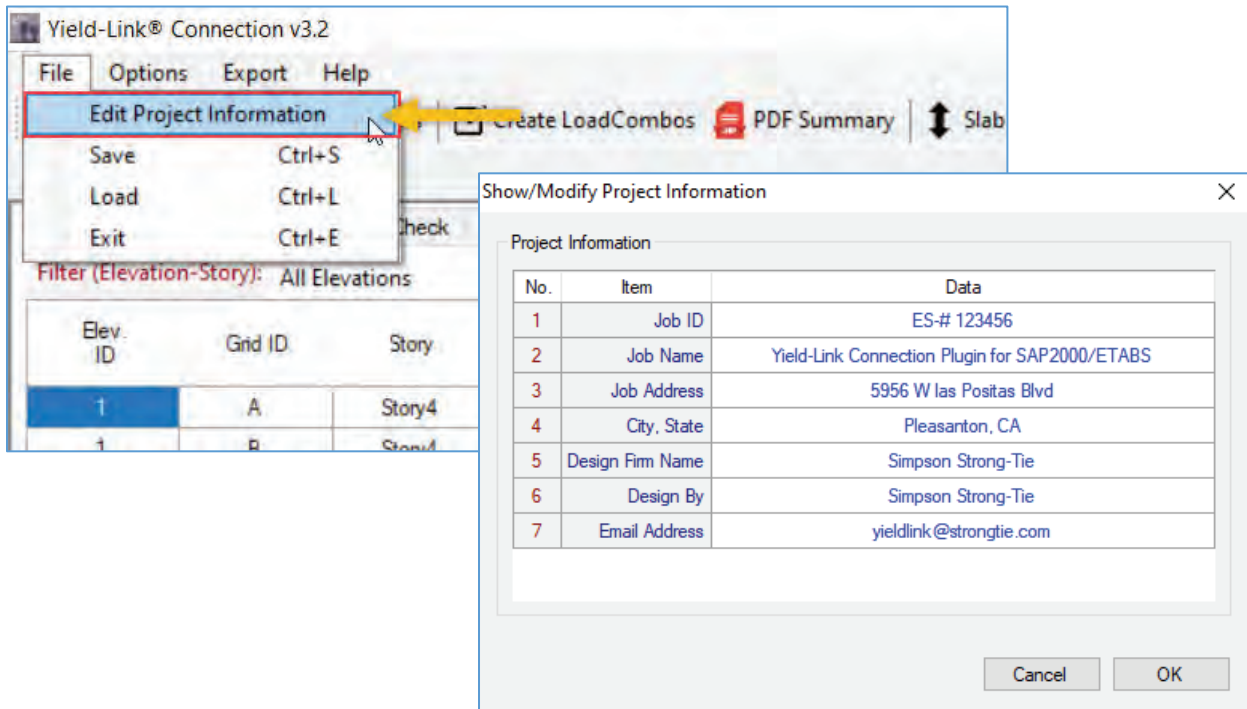 Yield-Link® Connection v3.2
File Options Export Help
Edit Project Information
Create LoadCombos PDF Summary Slab
Save Ctrl+S
Load Ctrl+L
Exit Ctrl+E
Check
Filter (Elevation-Story): All Elevations
Elev. ID Grid ID Story
1 A Story4
1 B Story4
Show/Modify Project Information
Project Information
No. Item Data
1 Job ID ES-# 123456
2 Job Name Yield-Link Connection Plugin for SAP2000/ETABS
3 Job Address 5956 W las Positas Blvd
4 City, State Pleasanton, CA
5 Design Firm Name Simpson Strong-Tie
6 Design By Simpson Strong-Tie
7 Email Address yieldlink@strongtie.com
Cancel OK